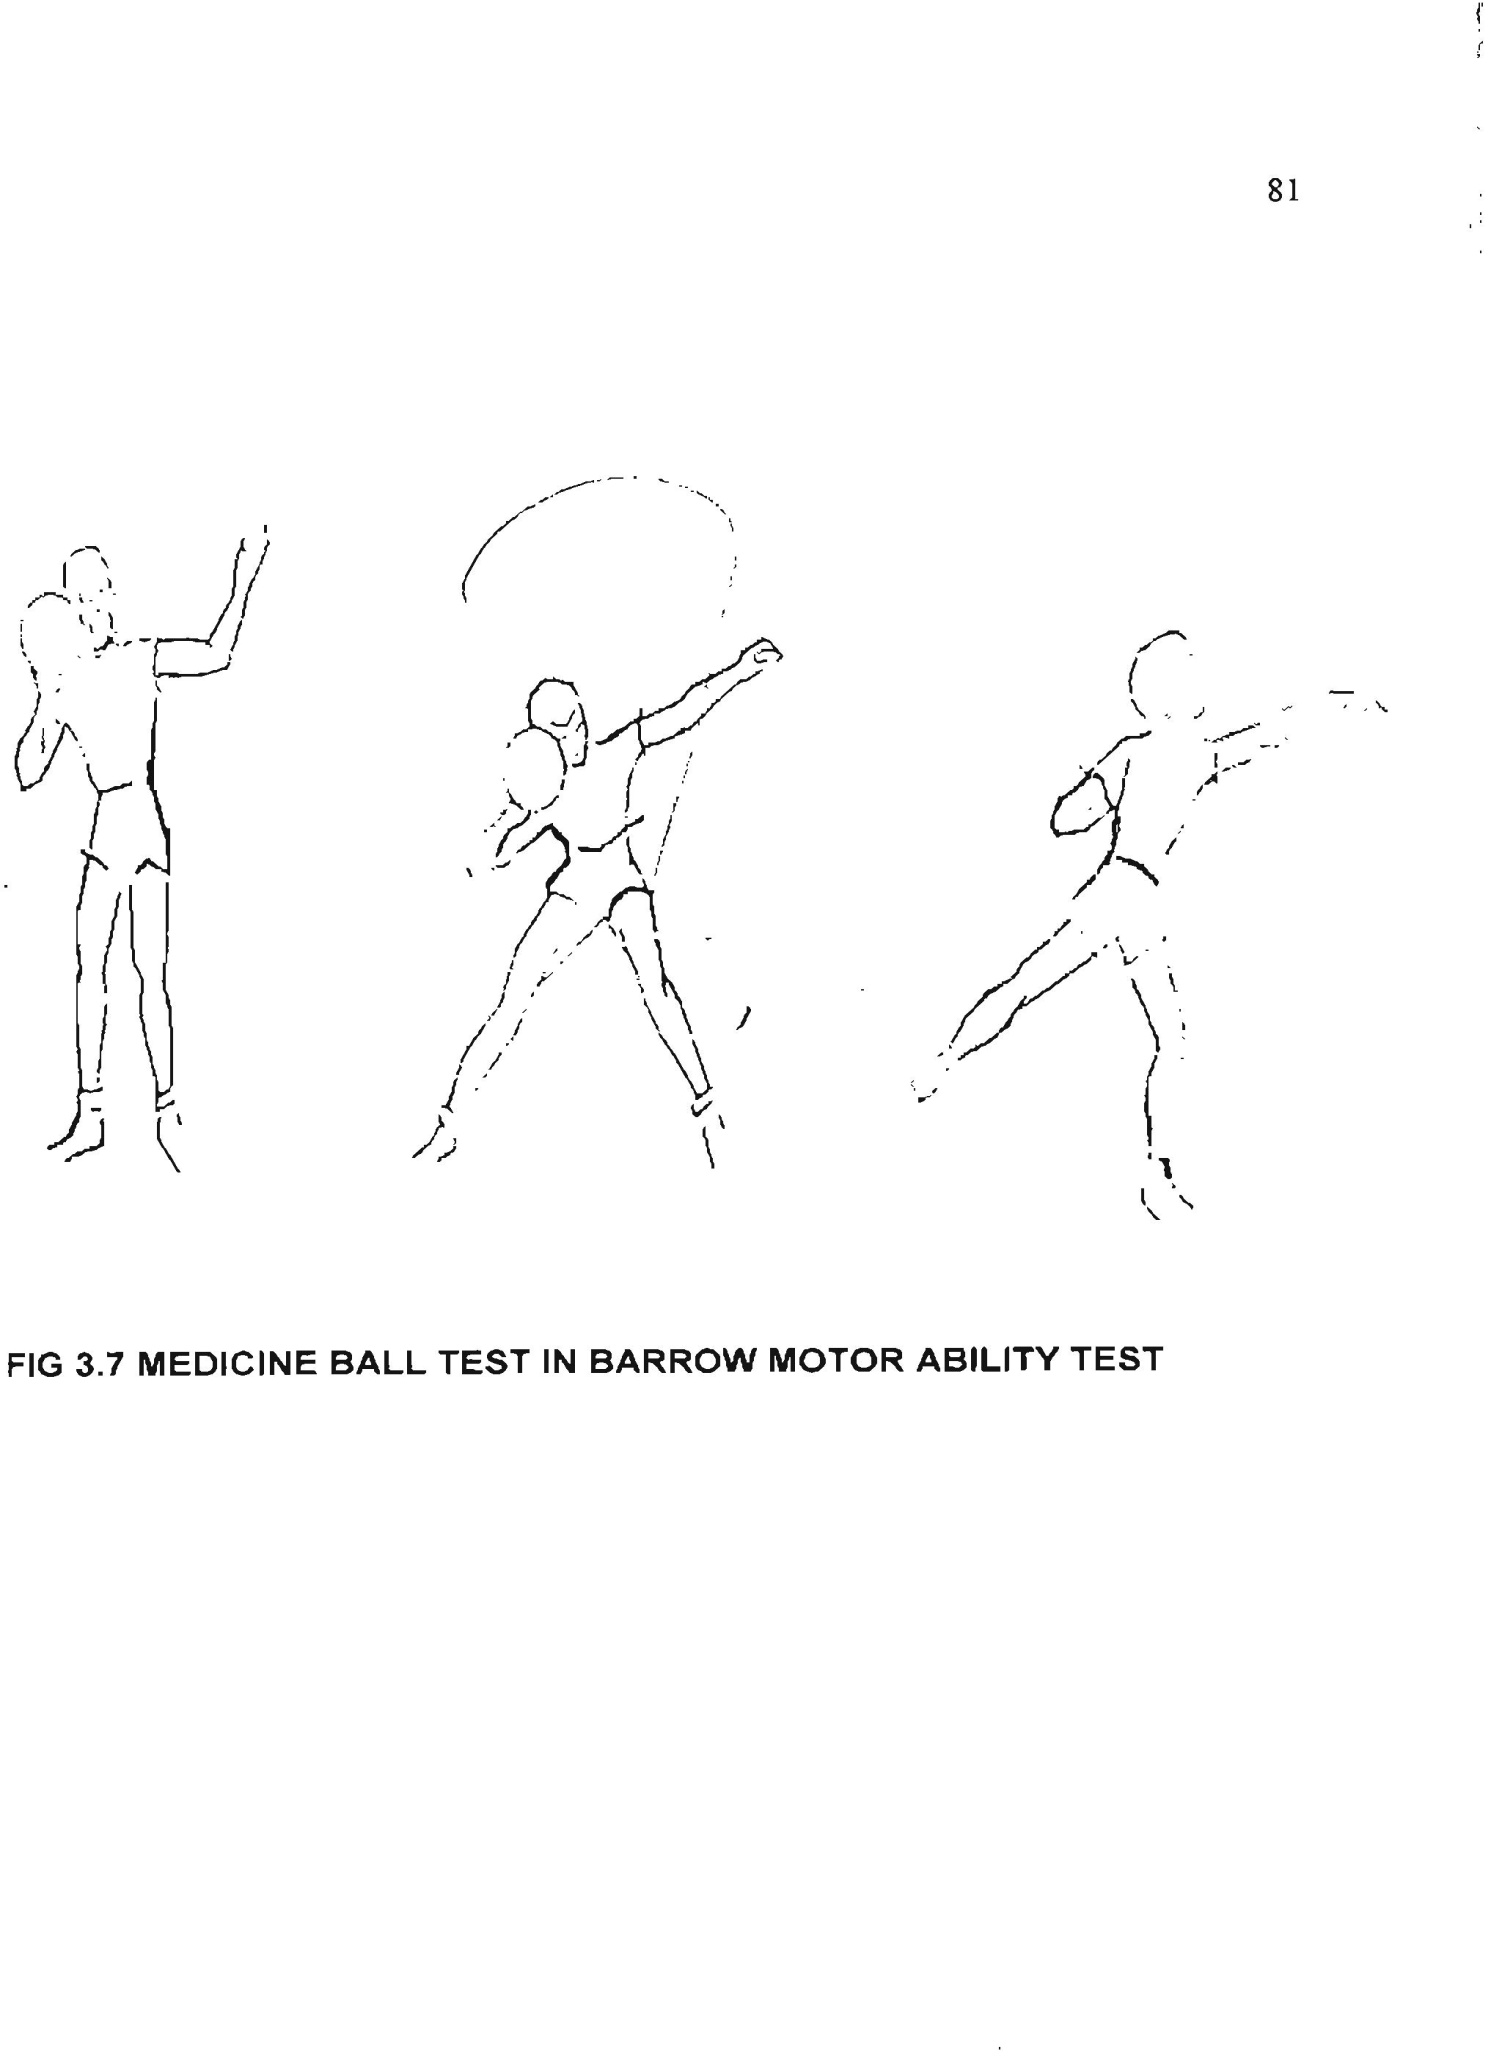 81
FIG 3.7 MEDICINE BALL TEST IN BARROW MOTOR ABILITY TEST